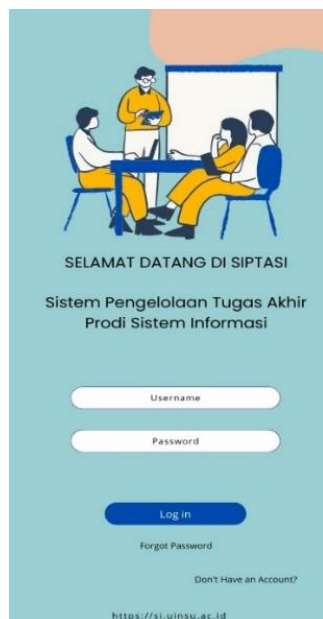 SELAMAT DATANG DI SIPTASI
Sistem Pengelolaan Tugas Akhir
Prodi Sistem Informasi
Username
Password
Log in
Forgot Password
Don't Have an Account?
https://si.uinsu.ac.id